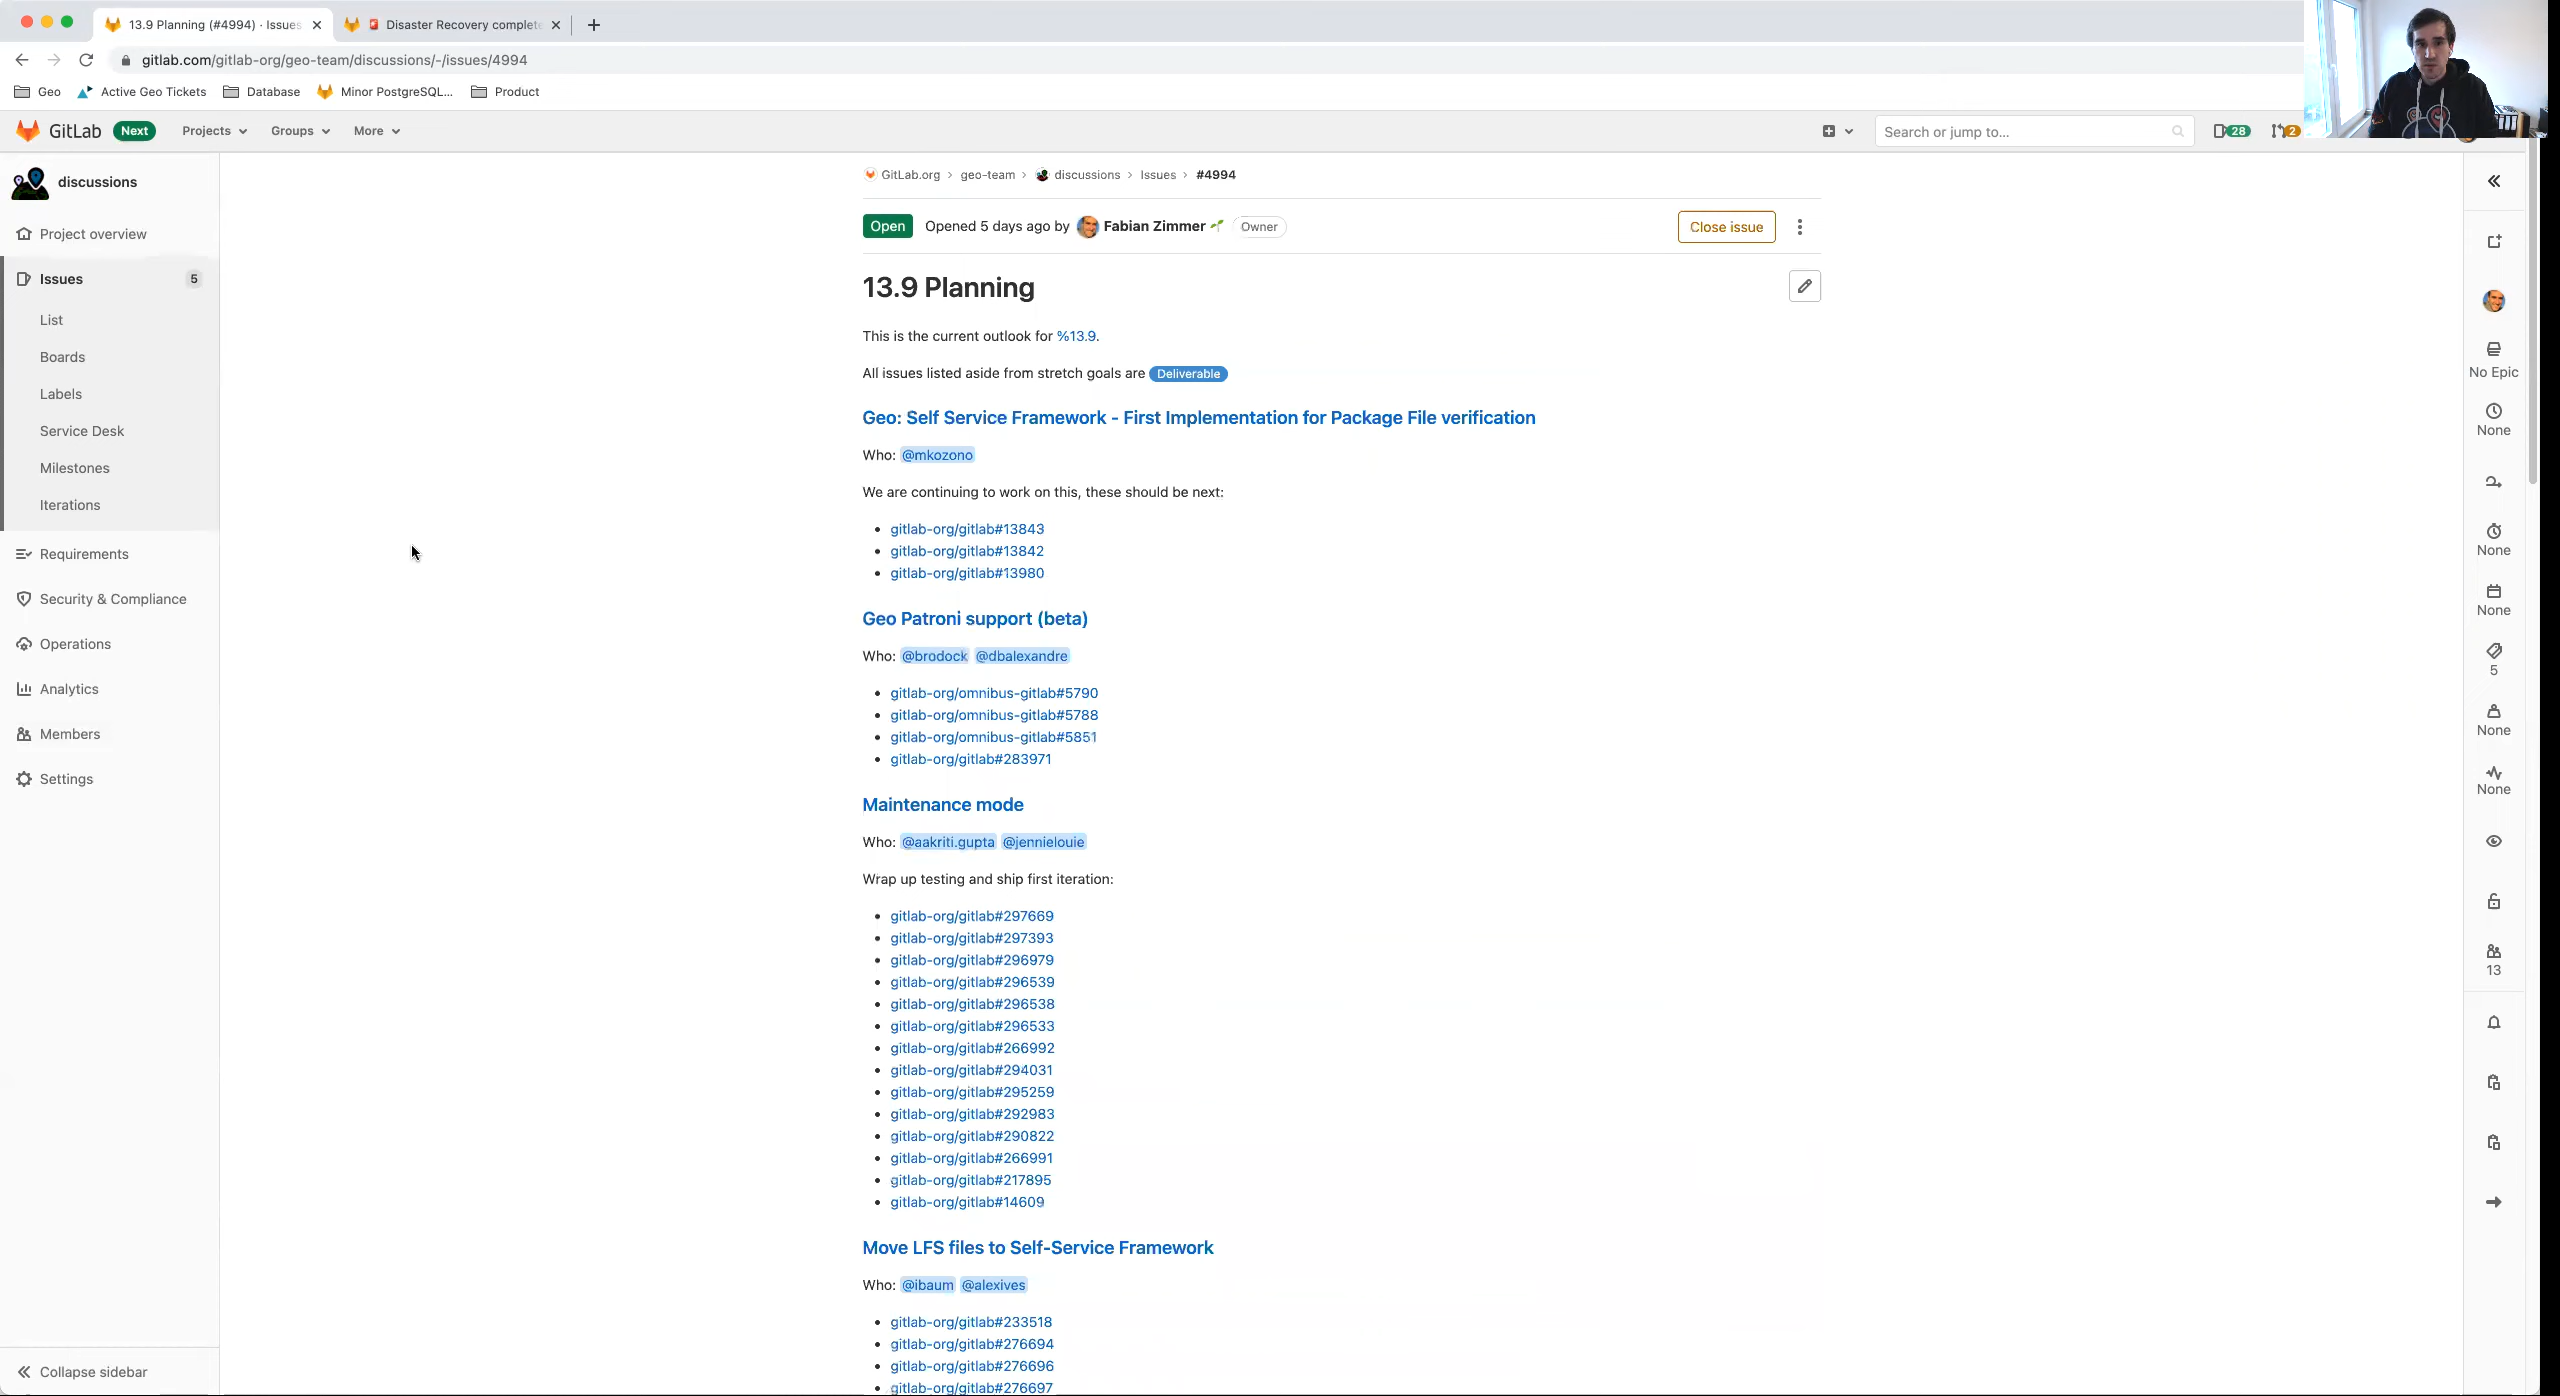 13.9 Planning (#4994) · Issues
Disaster Recovery complete
gitlab.com/gitlab-org/geo-team/discussions/-/issues/4994
Geo
Active Geo Tickets
Database
Minor PostgreSQL...
Product
GitLab
Next
Projects
Groups
More
Search or jump to...
28
2
discussions
Project overview
Issues
5
List
Boards
Labels
Service Desk
Milestones
Iterations
Requirements
Security & Compliance
Operations
Analytics
Members
Settings
Collapse sidebar
GitLab.org › geo-team › discussions › Issues › #4994
Open Opened 5 days ago by Fabian Zimmer Owner
Close issue
13.9 Planning
This is the current outlook for %13.9.
All issues listed aside from stretch goals are Deliverable
Geo: Self Service Framework - First Implementation for Package File verification
Who: @mkozono
We are continuing to work on this, these should be next:
• gitlab-org/gitlab#13843
• gitlab-org/gitlab#13842
• gitlab-org/gitlab#13980
Geo Patroni support (beta)
Who: @brodock @dbalexandre
• gitlab-org/omnibus-gitlab#5790
• gitlab-org/omnibus-gitlab#5788
• gitlab-org/omnibus-gitlab#5851
• gitlab-org/gitlab#283971
Maintenance mode
Who: @aakriti.gupta @jennielouie
Wrap up testing and ship first iteration:
• gitlab-org/gitlab#297669
• gitlab-org/gitlab#297393
• gitlab-org/gitlab#296979
• gitlab-org/gitlab#296539
• gitlab-org/gitlab#296538
• gitlab-org/gitlab#296533
• gitlab-org/gitlab#266992
• gitlab-org/gitlab#294031
• gitlab-org/gitlab#295259
• gitlab-org/gitlab#292983
• gitlab-org/gitlab#290822
• gitlab-org/gitlab#266991
• gitlab-org/gitlab#217895
• gitlab-org/gitlab#14609
Move LFS files to Self-Service Framework
Who: @ibaum @alexives
• gitlab-org/gitlab#233518
• gitlab-org/gitlab#276694
• gitlab-org/gitlab#276696
• gitlab-org/gitlab#276697
No Epic
None
None
None
5
None
None
13